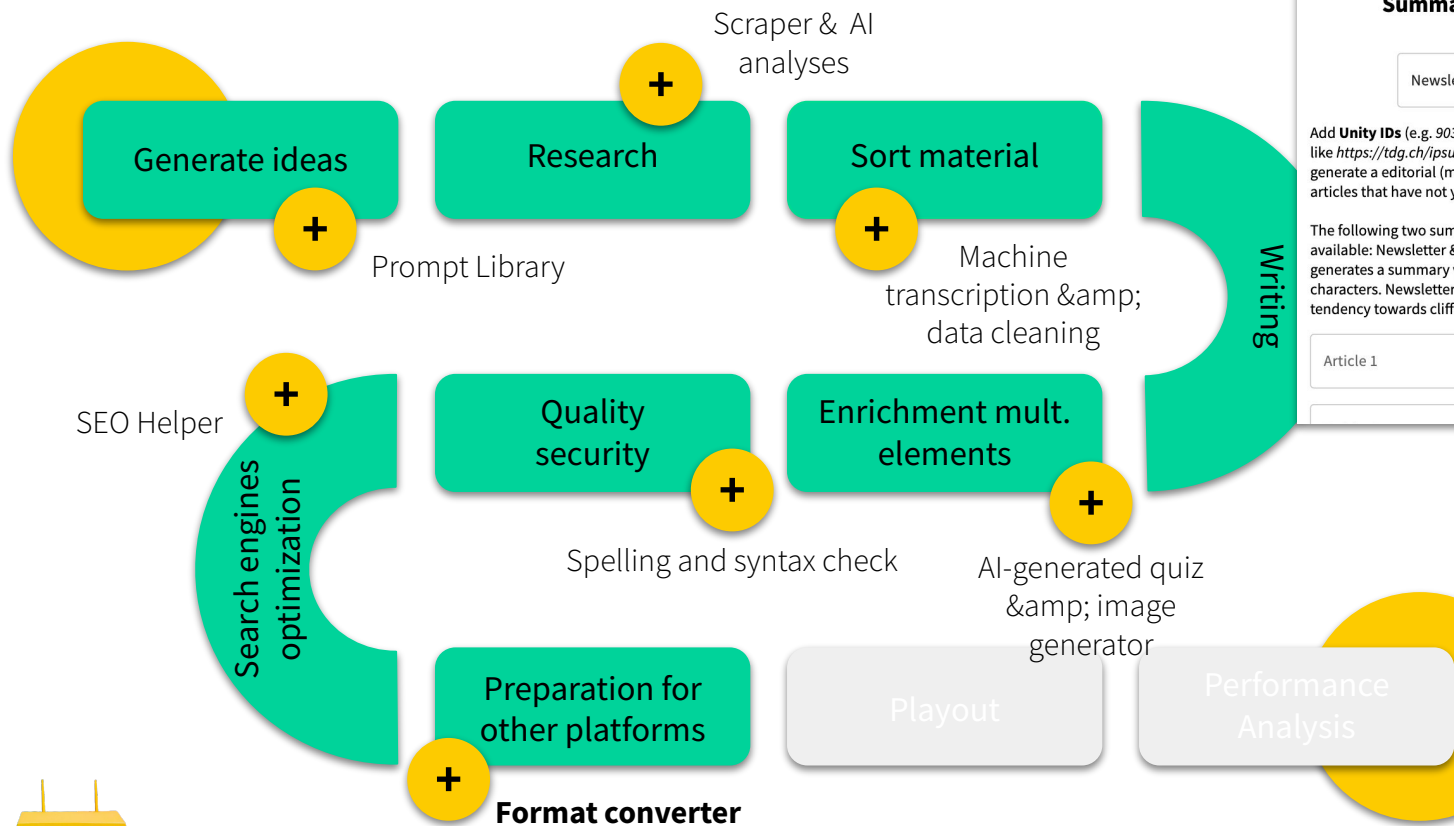 Scraper & AI
analyses
Generate ideas
Research
Sort material
Prompt Library
Machine
transcription &amp;
data cleaning
Writing
Newsle
Add Unity IDs (e.g. 903
like https://tdg.ch/ipsu
generate a editorial (m
articles that have not y
The following two sum
available: Newsletter &
generates a summary
characters. Newsletter
tendency towards cliff
Article 1
SEO Helper
Search engines
optimization
Quality
security
Enrichment mult.
elements
Spelling and syntax check
AI-generated quiz
&amp; image
generator
Preparation for
other platforms
Playout
Performance
Analysis
Format converter